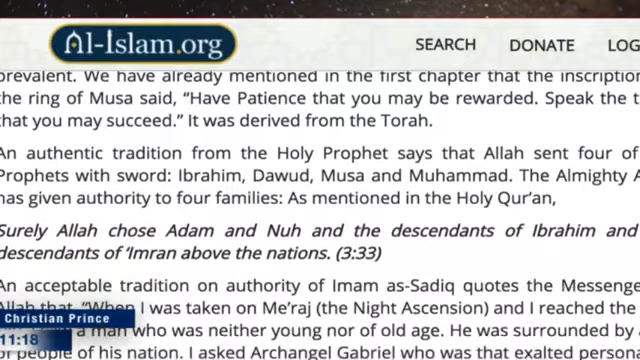 Al-Islam.org
SEARCH DONATE LOG
prevalent. We have already mentioned in the first chapter that the inscription
the ring of Musa said, “Have Patience that you may be rewarded. Speak the t
that you may succeed.” It was derived from the Torah.
An authentic tradition from the Holy Prophet says that Allah sent four of
Prophets with sword: Ibrahim, Dawud, Musa and Muhammad. The Almighty A
has given authority to four families: As mentioned in the Holy Qur’an,
Surely Allah chose Adam and Nuh and the descendants of Ibrahim and
descendants of ‘Imran above the nations. (3:33)
An acceptable tradition on authority of Imam as-Sadiq quotes the Messenge
Allah that, “When I was taken on Me’raj (the Night Ascension) and I reached the
Christian Prince
a man who was neither young nor of old age. He was surrounded by a
11:18
of people of his nation. I asked Archangel Gabriel who was that exalted person